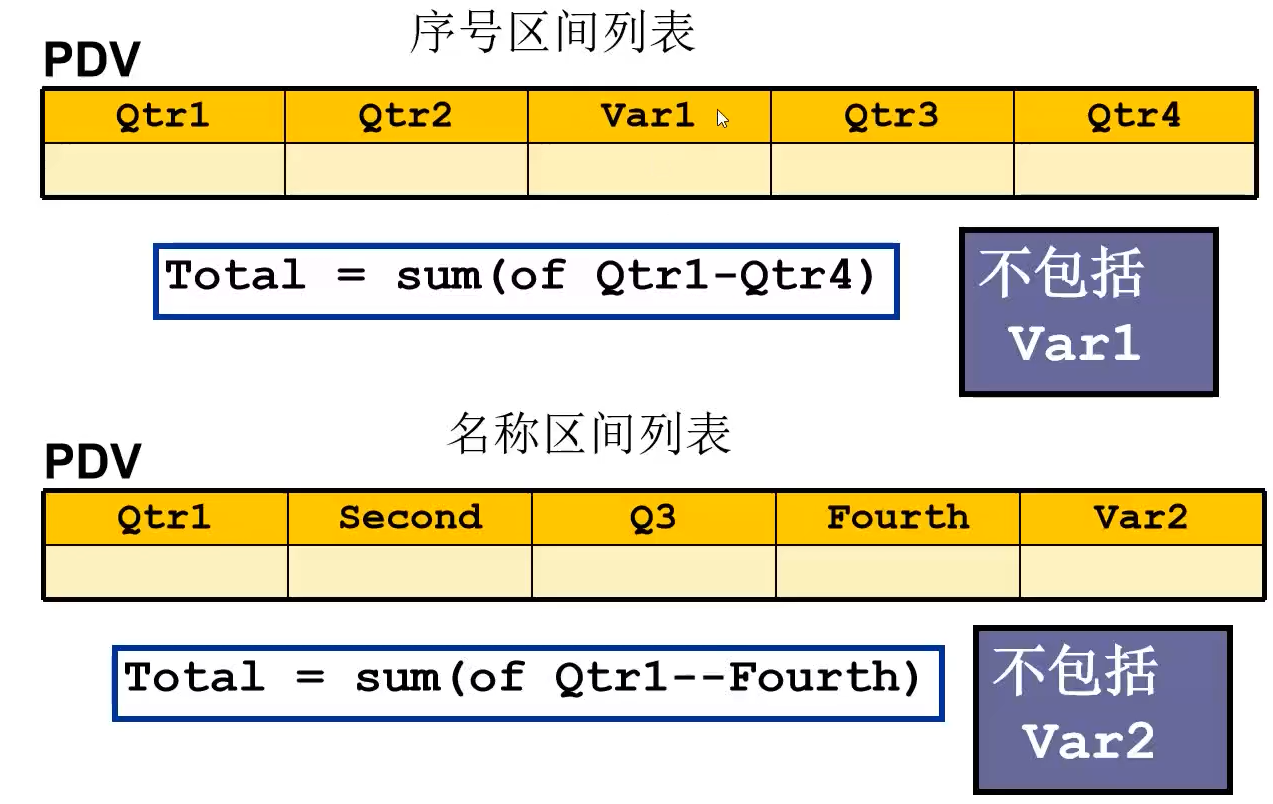 序号区间列表
PDV
Qtr1 Qtr2 Var1 Qtr3 Qtr4
Total = sum(of Qtr1-Qtr4)
不包括
Var1
名称区间列表
PDV
Qtr1 Second Q3 Fourth Var2
Total = sum(of Qtr1--Fourth)
不包括
Var2